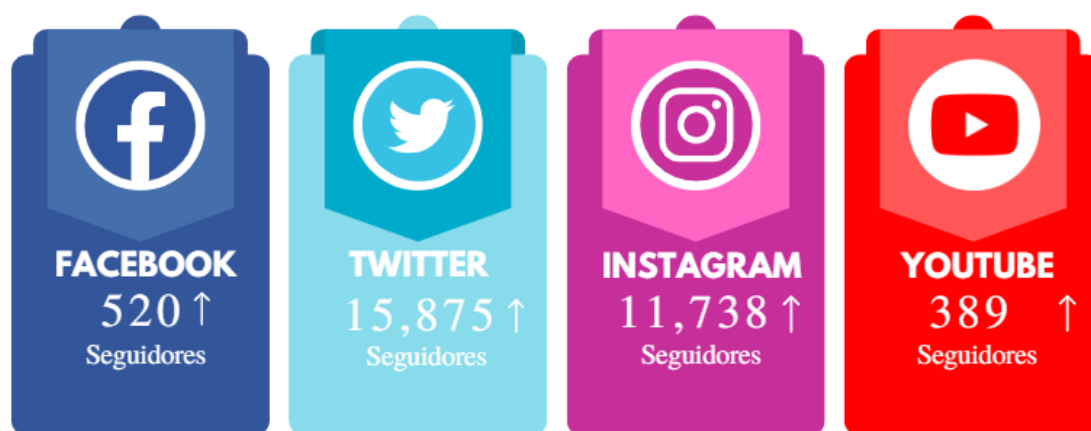 FACEBOOK
520 ↑
Seguidores
TWITTER
15,875 ↑
Seguidores
INSTAGRAM
11,738 ↑
Seguidores
YOUTUBE
389 ↑
Seguidores